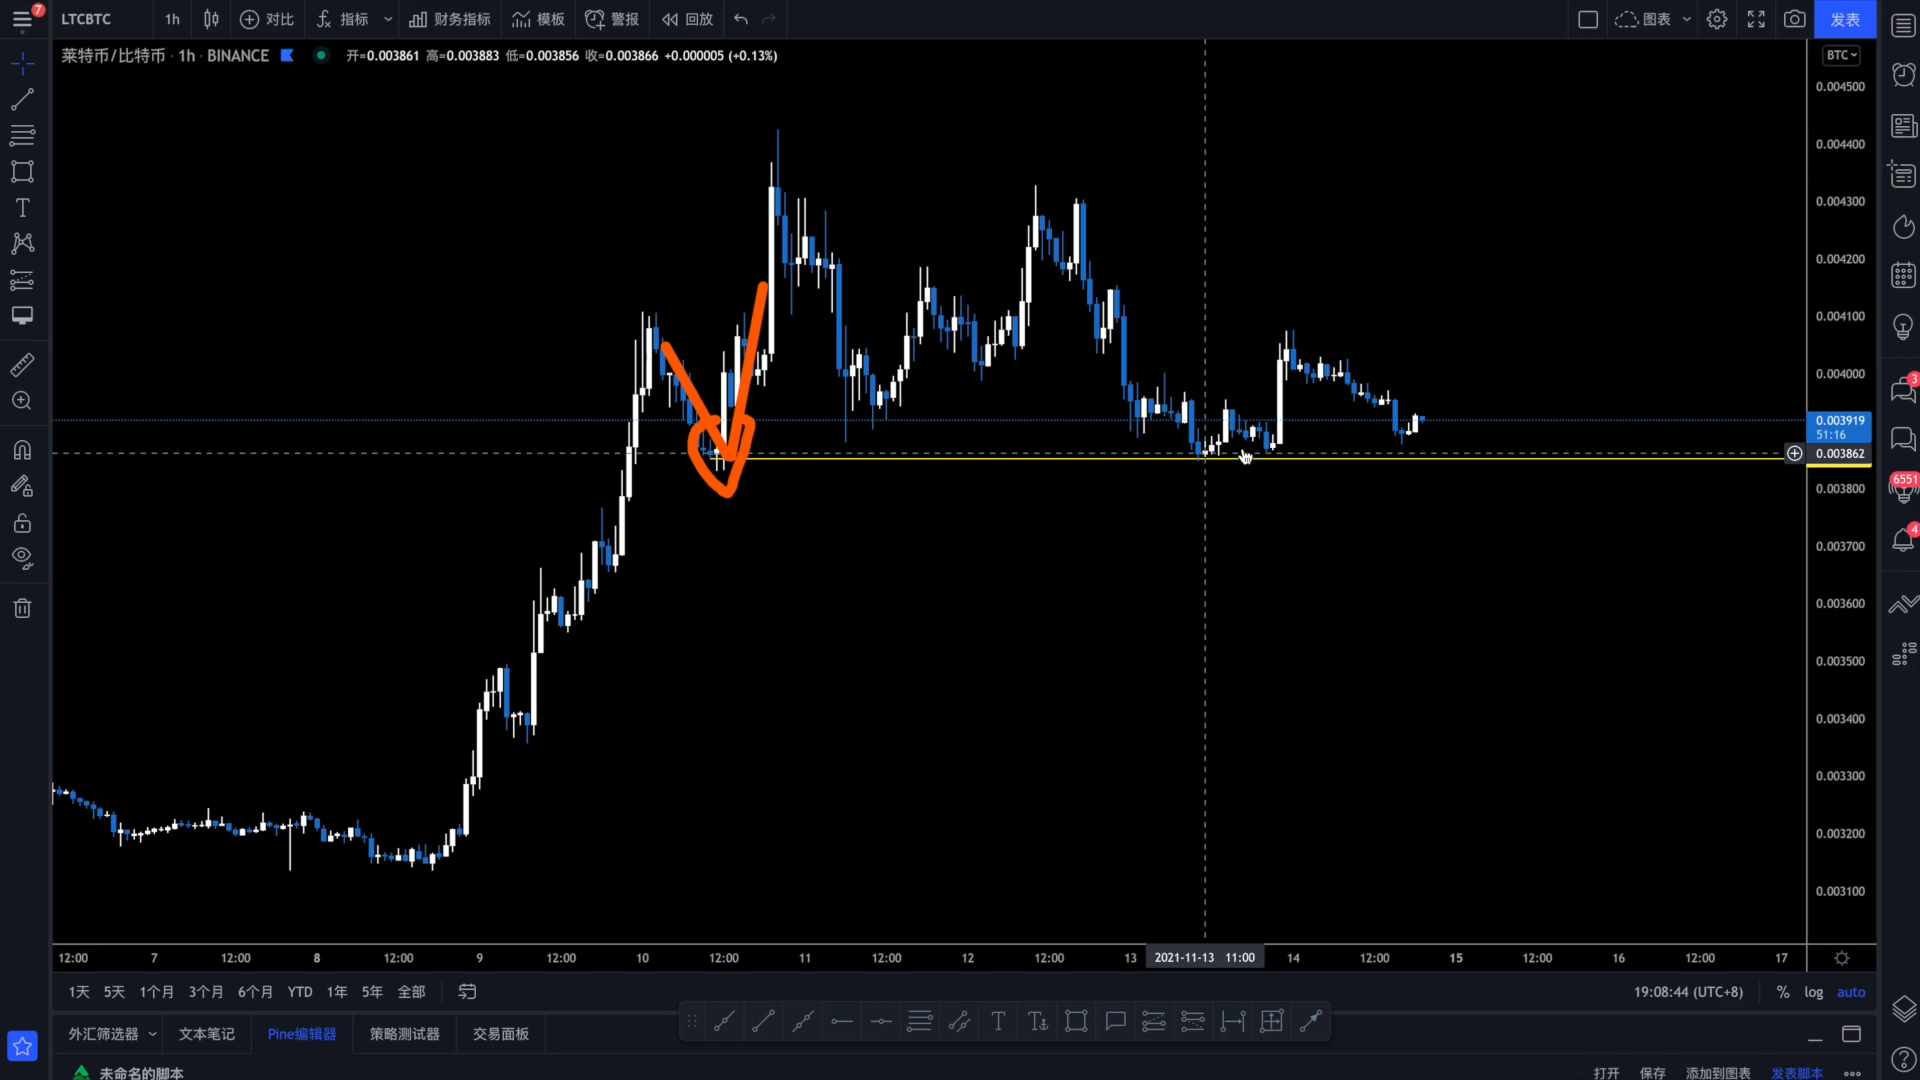 7
LTCBTC
1h
对比
指标
财务指标
模板
警报
回放
图表
发表
莱特币/比特币 · 1h · BINANCE
开=0.003861 高=0.003883 低=0.003856 收=0.003866 +0.000005 (+0.13%)
BTC
0.004500
0.004400
0.004300
0.004200
0.004100
0.004000
0.003919
51:16
0.003862
0.003800
0.003700
0.003600
0.003500
0.003400
0.003300
0.003200
0.003100
3
6551
4
12:00 7 12:00 8 12:00 9 12:00 10 12:00 11 12:00 12 12:00 13 2021-11-13 11:00 14 12:00 15 12:00 16 12:00 17
1天 5天 1个月 3个月 6个月 YTD 1年 5年 全部
19:08:44 (UTC+8) % log auto
外汇筛选器 文本笔记 Pine编辑器 策略测试器 交易面板
未命名的脚本
打开 保存 添加到图表 发表脚本